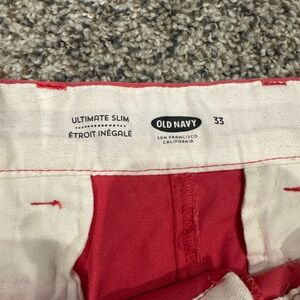 ULTIMATE SLIM
ÉTROIT INÉGALÉ
OLD NAVY
SAN FRANCISCO
CALIFORNIA
33